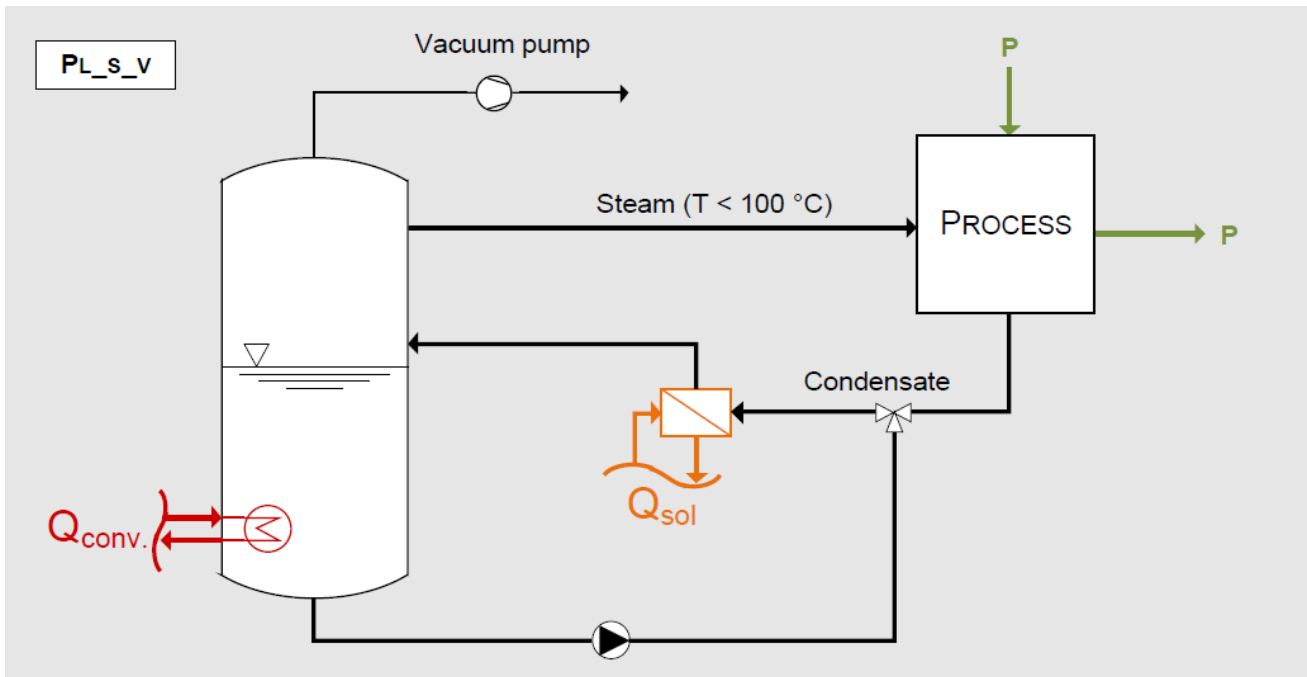 PL_S_V
Vacuum pump
P
Steam (T < 100 °C)
PROCESS
P
Condensate
Qsol
Qconv.